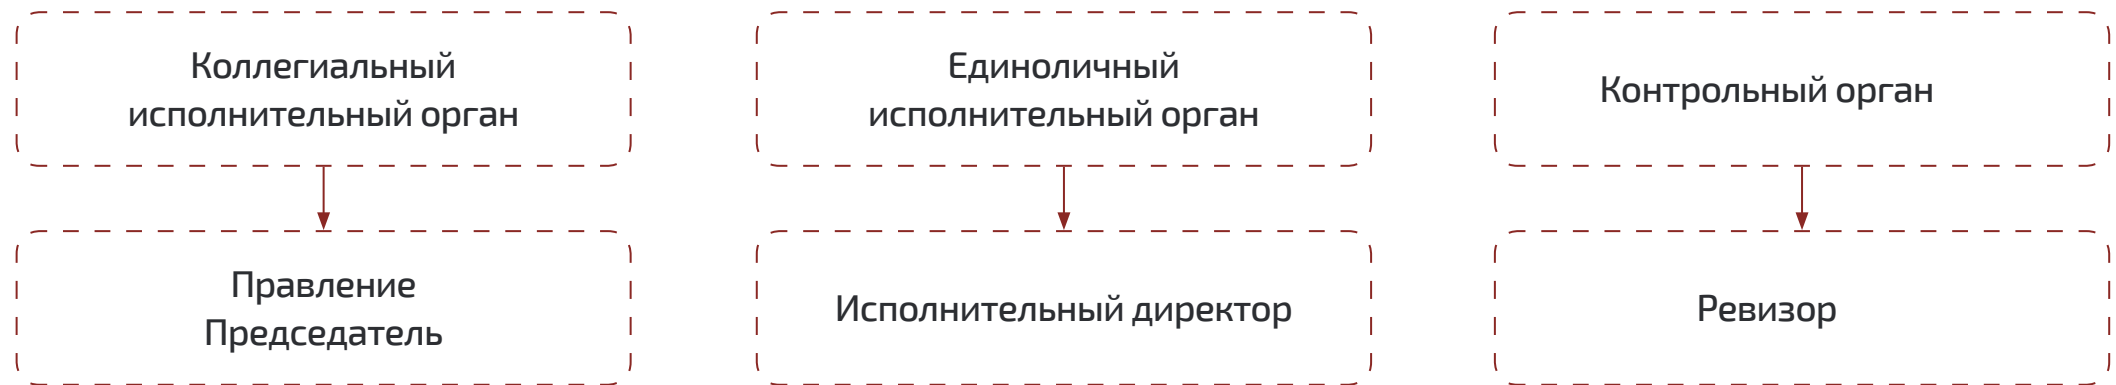 Коллегиальный
исполнительный орган
Единоличный
исполнительный орган
Контрольный орган
Правление
Председатель
Исполнительный директор
Ревизор